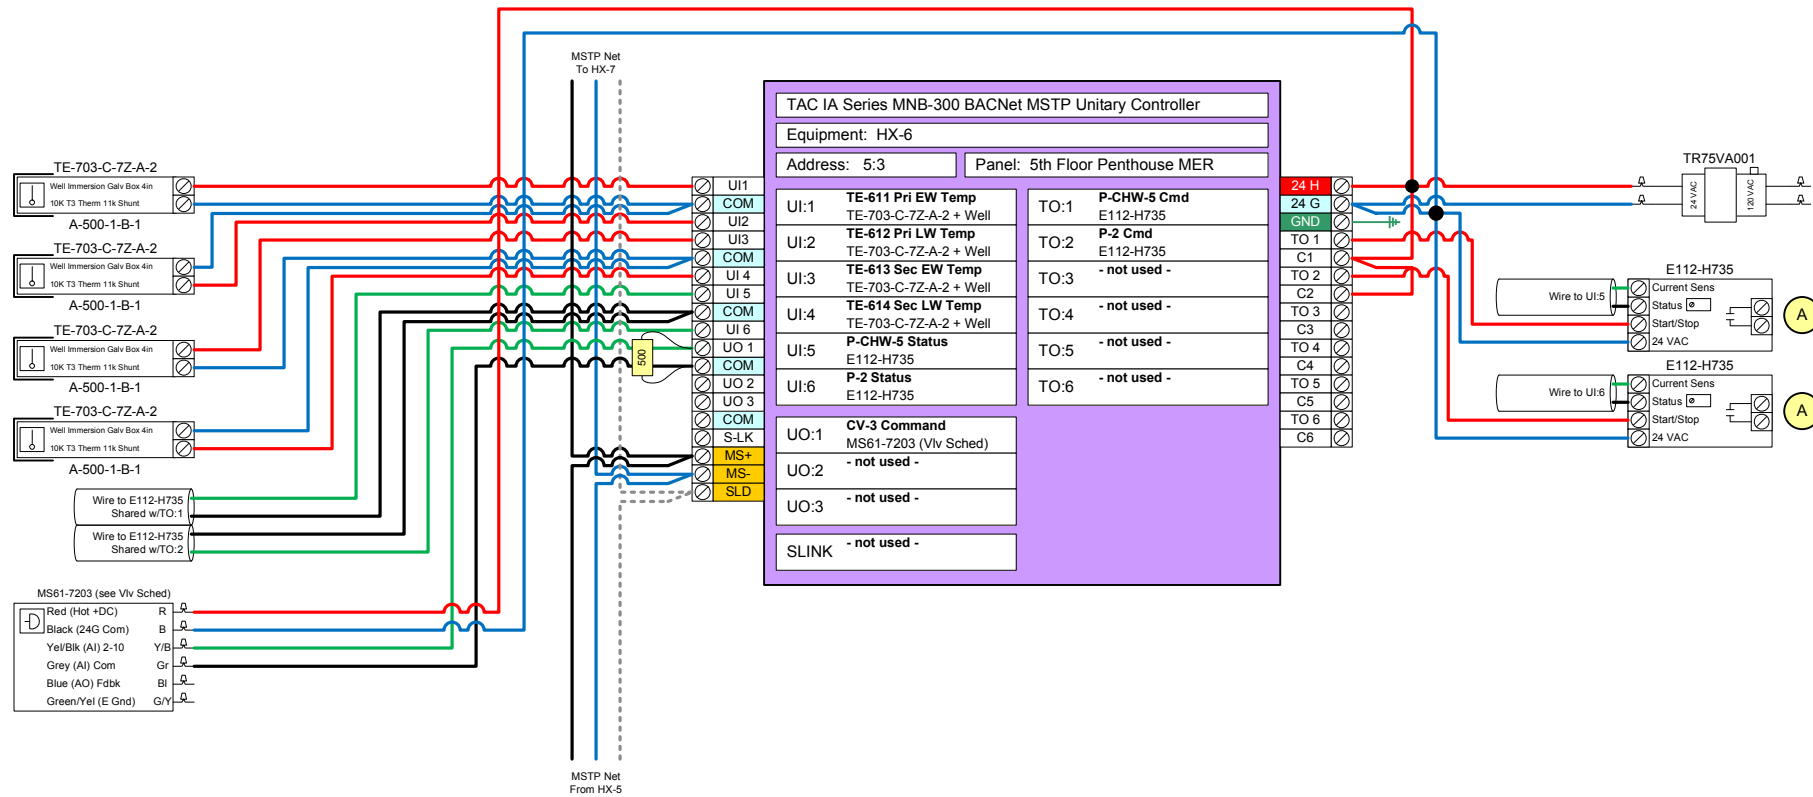 MSTP Net
To HX-7
TE-703-C-7Z-A-2
Well Immersion Galv Box 4in
10K T3 Therm 11k Shunt
A-500-1-B-1
TE-703-C-7Z-A-2
Well Immersion Galv Box 4in
10K T3 Therm 11k Shunt
A-500-1-B-1
TE-703-C-7Z-A-2
Well Immersion Galv Box 4in
10K T3 Therm 11k Shunt
A-500-1-B-1
TE-703-C-7Z-A-2
Well Immersion Galv Box 4in
10K T3 Therm 11k Shunt
A-500-1-B-1
Wire to E112-H735
Shared w/TO:1
Wire to E112-H735
Shared w/TO:2
MS61-7203 (see Vlv Sched)
Red (Hot +DC) R
Black (24G Com) B
Yel/Blk (AI) 2-10 Y/B
Grey (AI) Com Gr
Blue (AO) Fdbk Bl
Green/Yel (E Gnd) G/Y
500
MSTP Net
From HX-5
UI1
COM
UI2
UI3
COM
UI 4
UI 5
COM
UI 6
UO 1
COM
UO 2
UO 3
COM
S-LK
MS+
MS-
SLD
TAC IA Series MNB-300 BACNet MSTP Unitary Controller
Equipment: HX-6
Address: 5:3
Panel: 5th Floor Penthouse MER
UI:1
TE-611 Pri EW Temp
TE-703-C-7Z-A-2 + Well
UI:2
TE-612 Pri LW Temp
TE-703-C-7Z-A-2 + Well
UI:3
TE-613 Sec EW Temp
TE-703-C-7Z-A-2 + Well
UI:4
TE-614 Sec LW Temp
TE-703-C-7Z-A-2 + Well
UI:5
P-CHW-5 Status
E112-H735
UI:6
P-2 Status
E112-H735
TO:1
P-CHW-5 Cmd
E112-H735
TO:2
P-2 Cmd
E112-H735
TO:3
- not used -
TO:4
- not used -
TO:5
- not used -
TO:6
- not used -
UO:1
CV-3 Command
MS61-7203 (Vlv Sched)
UO:2
- not used -
UO:3
- not used -
SLINK
- not used -
24 H
24 G
GND
TO 1
C1
TO 2
C2
TO 3
C3
TO 4
C4
TO 5
C5
TO 6
C6
TR75VA001
24 VAC
120 VAC
E112-H735
Wire to UI:5
Current Sens
Status
Start/Stop
24 VAC
A
E112-H735
Wire to UI:6
Current Sens
Status
Start/Stop
24 VAC
A